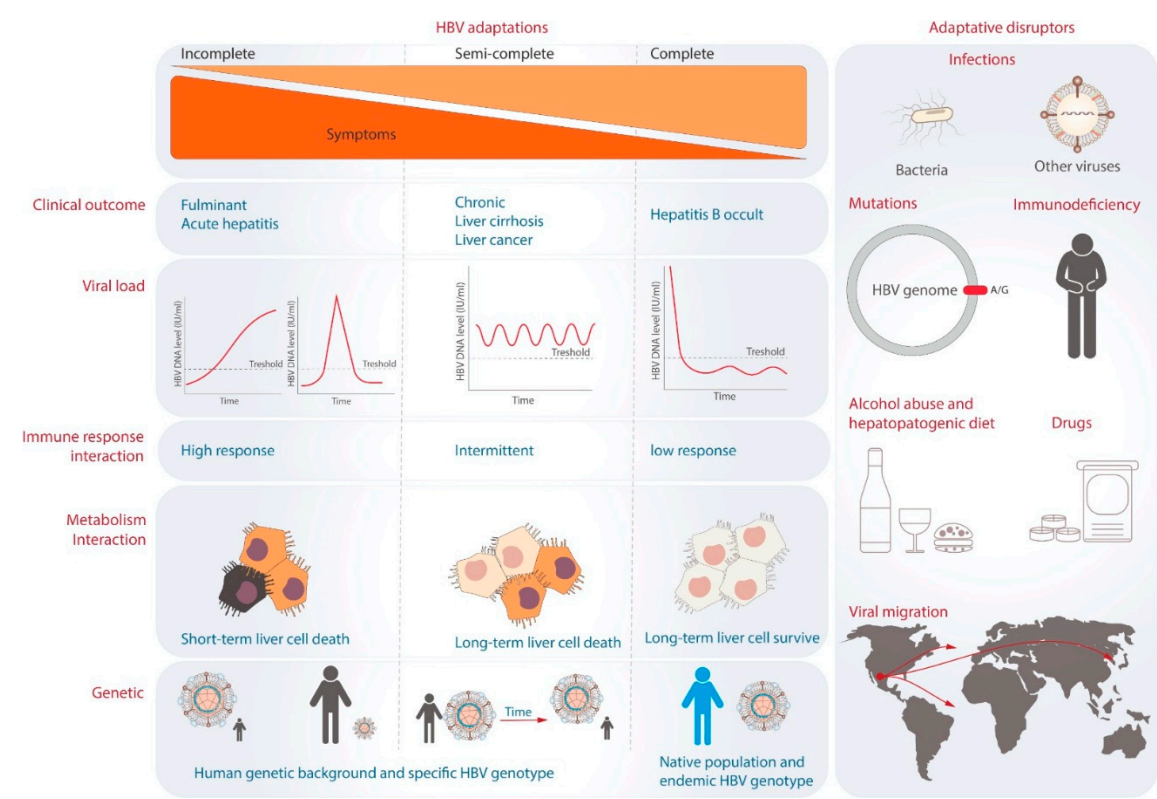 HBV adaptations
Incomplete
Semi-complete
Complete
Symptoms
Clinical outcome
Fulminant
Acute hepatitis
Chronic
Liver cirrhosis
Liver cancer
Hepatitis B occult
Viral load
HBV DNA level (IU/ml)
Treshold
Time
HBV DNA level (IU/ml)
Treshold
Time
HBV DNA level (IU/ml)
Treshold
Time
HBV DNA level (IU/ml)
Treshold
Time
Immune response
interaction
High response
Intermittent
low response
Metabolism
Interaction
Short-term liver cell death
Long-term liver cell death
Long-term liver cell survive
Genetic
Time
Human genetic background and specific HBV genotype
Native population and
endemic HBV genotype
Adaptative disruptors
Infections
Bacteria
Other viruses
Mutations
Immunodeficiency
HBV genome
A/G
Alcohol abuse and
hepatopatogenic diet
Drugs
Viral migration